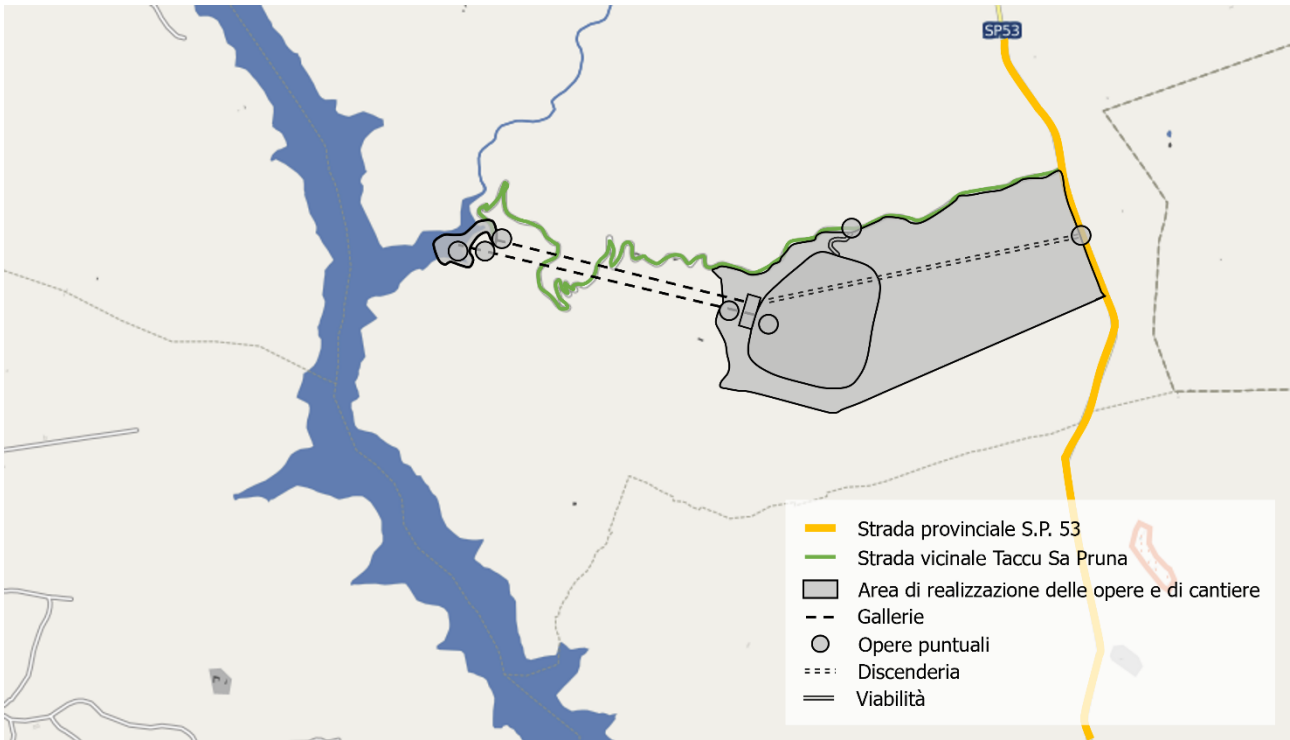 SP53
Strada provinciale S.P. 53
Strada vicinale Taccu Sa Pruna
Area di realizzazione delle opere e di cantiere
Gallerie
Opere puntuali
Discenderia
Viabilità